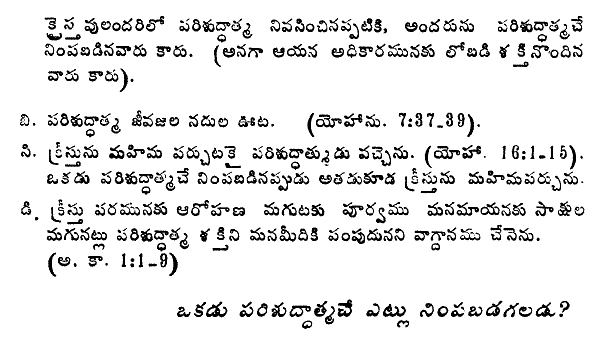 క్రైస్తవులందరిలో పరిశుద్ధాత్మ నివసించినప్పటికి, అందరును పరిశుద్ధాత్మచే
నింపబడినవారు కారు. (అనగా ఆయన అధికారమునకు లోబడి శక్తినొందిన
వారు కారు).
బి. పరిశుద్ధాత్మ జీవజల నదుల ఊట. (యోహాను. 7:37-39).
సి. క్రీస్తును మహిమ పర్చుటకై పరిశుద్ధాత్ముడు వచ్చెను. (యోహా. 16:1-15).
ఒకడు పరిశుద్ధాత్మచే నింపబడినప్పుడు అతడుకూడ క్రీస్తును మహిమపర్చును.
డి. క్రీస్తు పరమునకు ఆరోహణ మగుటకు పూర్వము మనమాయనకు సాక్షుల
మగునట్లు పరిశుద్ధాత్మ శక్తిని మనమీదికి పంపుదునని వాగ్దానము చేసెను.
(అ. కా. 1:1-9)
ఒకడు పరిశుద్ధాత్మచే ఎట్లు నింపబడగలడు?